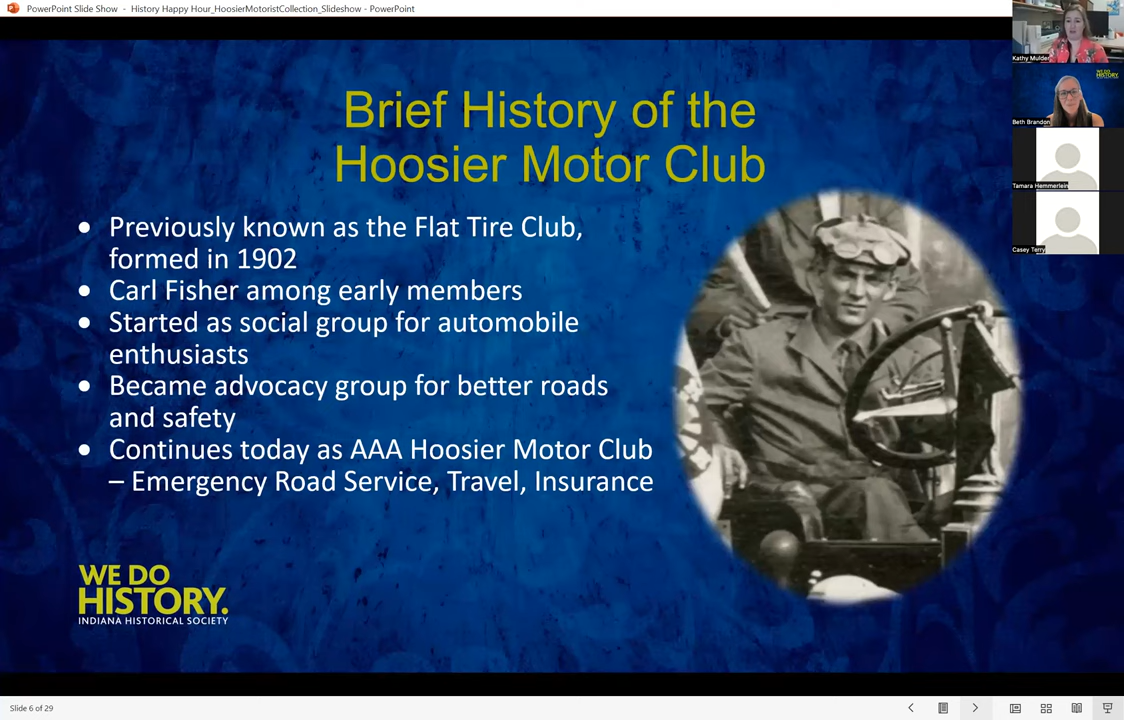 PowerPoint Slide Show - History Happy Hour_HoosierMotoristCollection_Slideshow - PowerPoint
Brief History of the
Hoosier Motor Club
• Previously known as the Flat Tire Club,
formed in 1902
• Carl Fisher among early members
• Started as social group for automobile
enthusiasts
• Became advocacy group for better roads
and safety
• Continues today as AAA Hoosier Motor Club
– Emergency Road Service, Travel, Insurance
WE DO
HISTORY.
INDIANA HISTORICAL SOCIETY
Kathy Mulder
WE DO
HISTORY.
Beth Brandon
Tamara Hemmerlein
Casey Terry
Slide 6 of 29